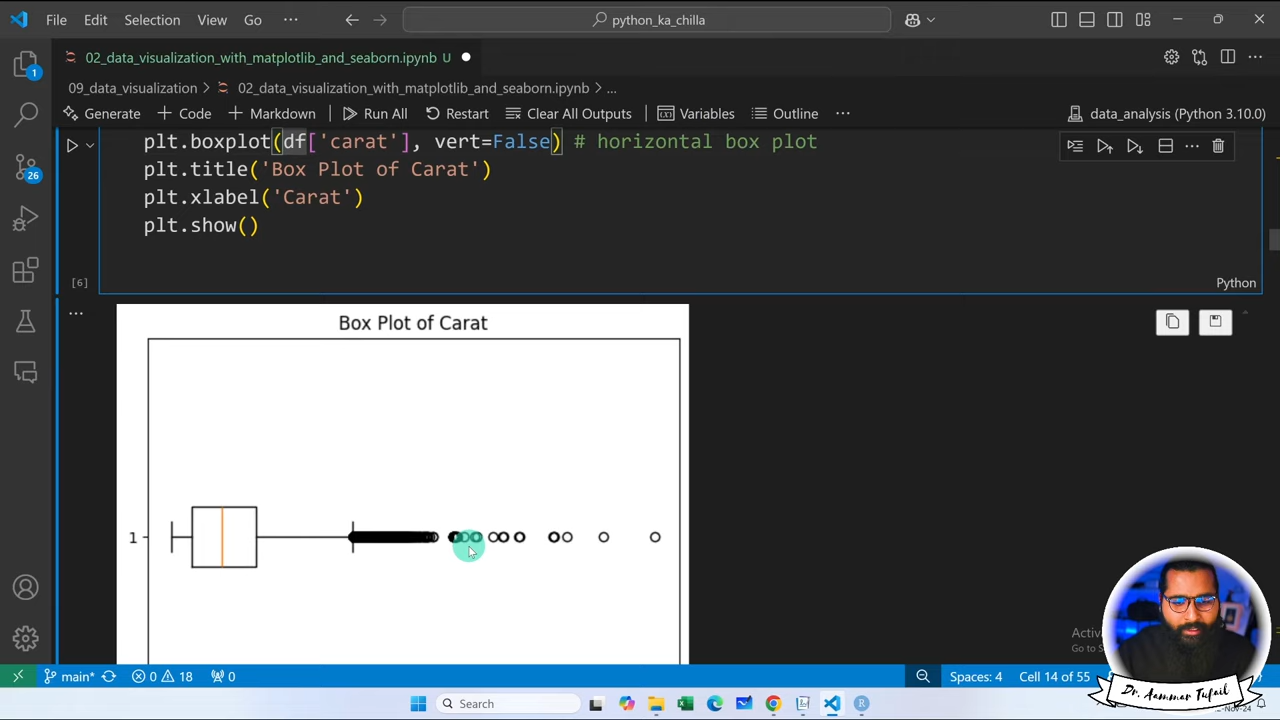 File Edit Selection View Go ··· python_ka_chilla
02_data_visualization_with_matplotlib_and_seaborn.ipynb U
09_data_visualization > 02_data_visualization_with_matplotlib_and_seaborn.ipynb > ...
Generate + Code + Markdown Run All Restart Clear All Outputs Variables Outline ··· data_analysis (Python 3.10.0)
plt.boxplot(df['carat'], vert=False) # horizontal box plot
plt.title('Box Plot of Carat')
plt.xlabel('Carat')
plt.show()
[6]
Python
Box Plot of Carat
1
1
26
Dr. Aammar Tufail
main* 0 18 0 Spaces: 4 Cell 14 of 55
Search